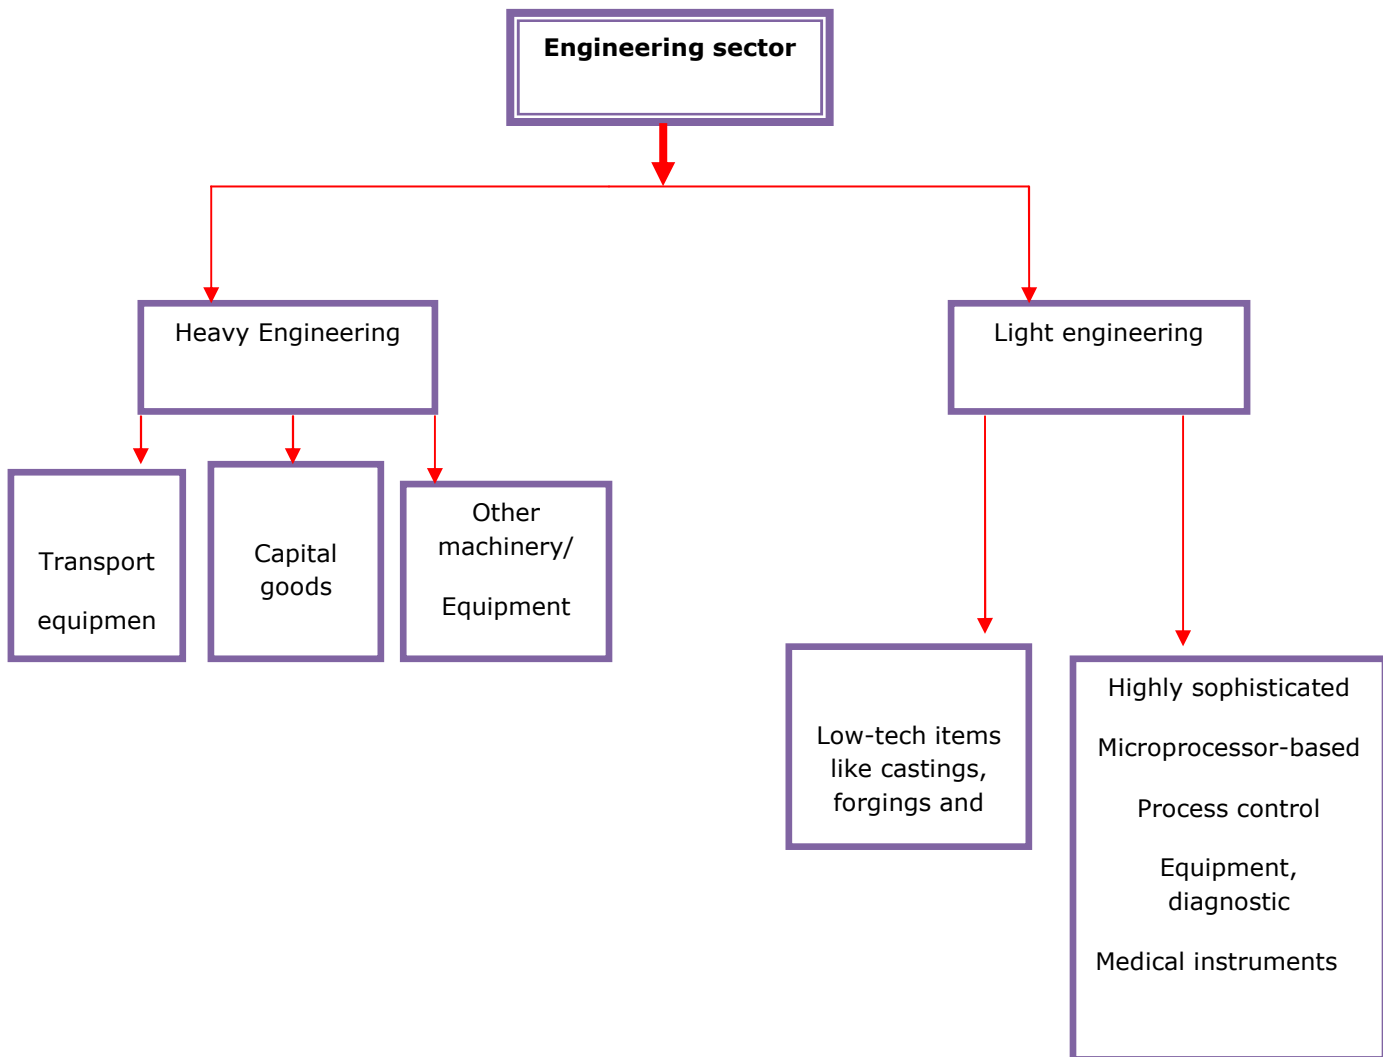 Engineering sector
Heavy Engineering
Light engineering
Transport
equipmen
Capital
goods
Other
machinery/
Equipment
Low-tech items
like castings,
forgings and
Highly sophisticated
Microprocessor-based
Process control
Equipment,
diagnostic
Medical instruments